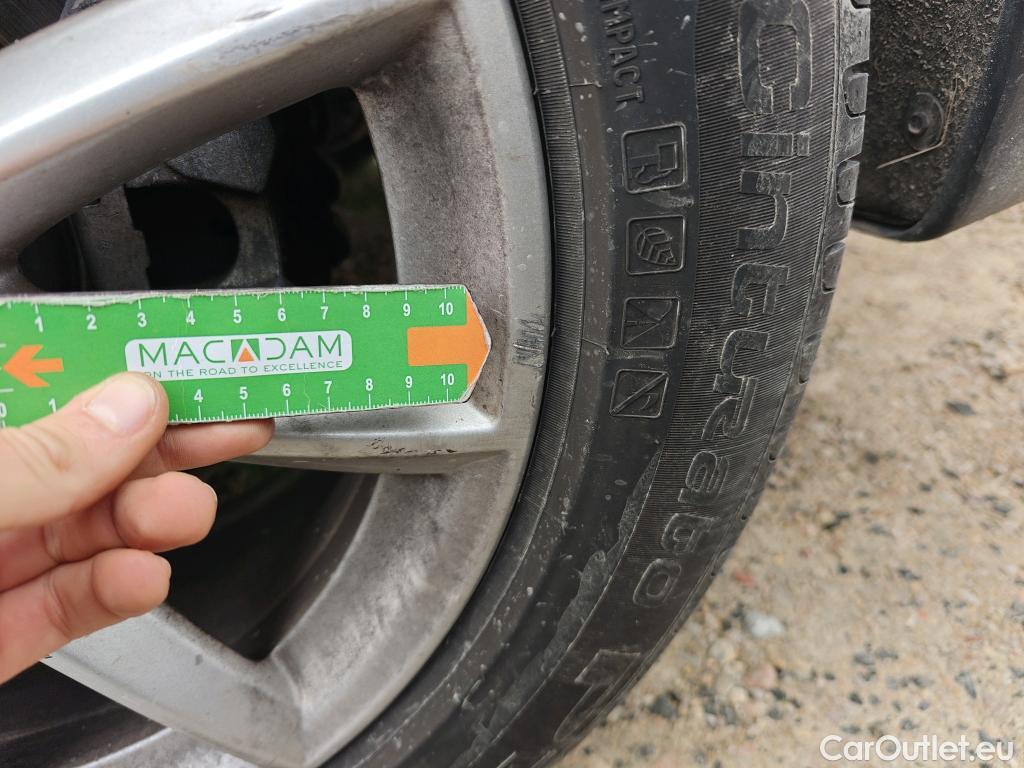 MPACT
Cinturato
1 2 3 4 5 6 7 8 9 10
MACADAM
ON THE ROAD TO EXCELLENCE
1 4 5 6 7 8 9 10
CarOutlet.eu